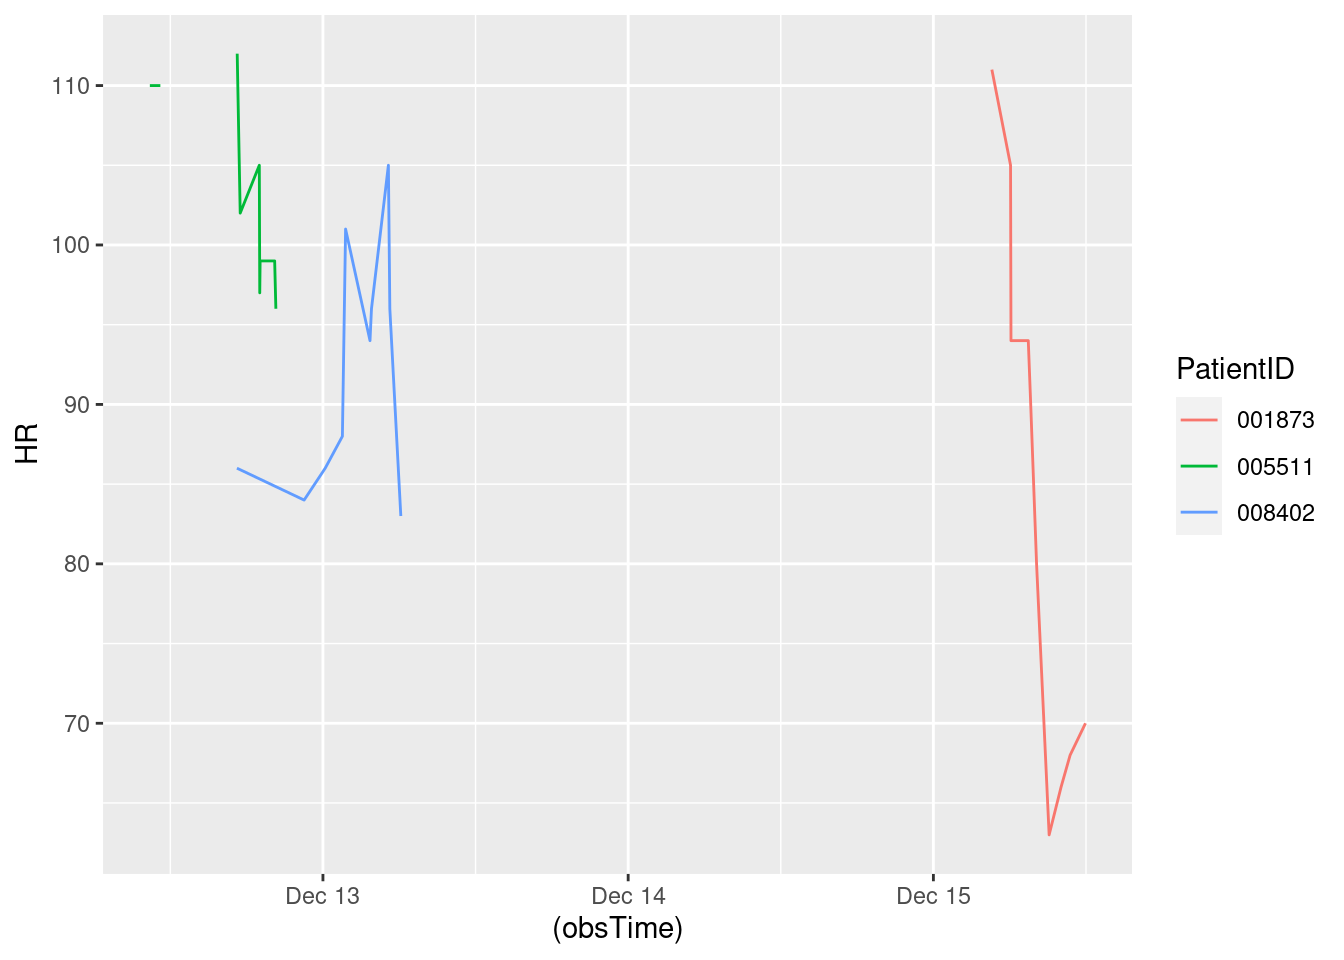 110
100
90
80
70
HR
Dec 13
Dec 14
Dec 15
(obsTime)
PatientID
001873
005511
008402